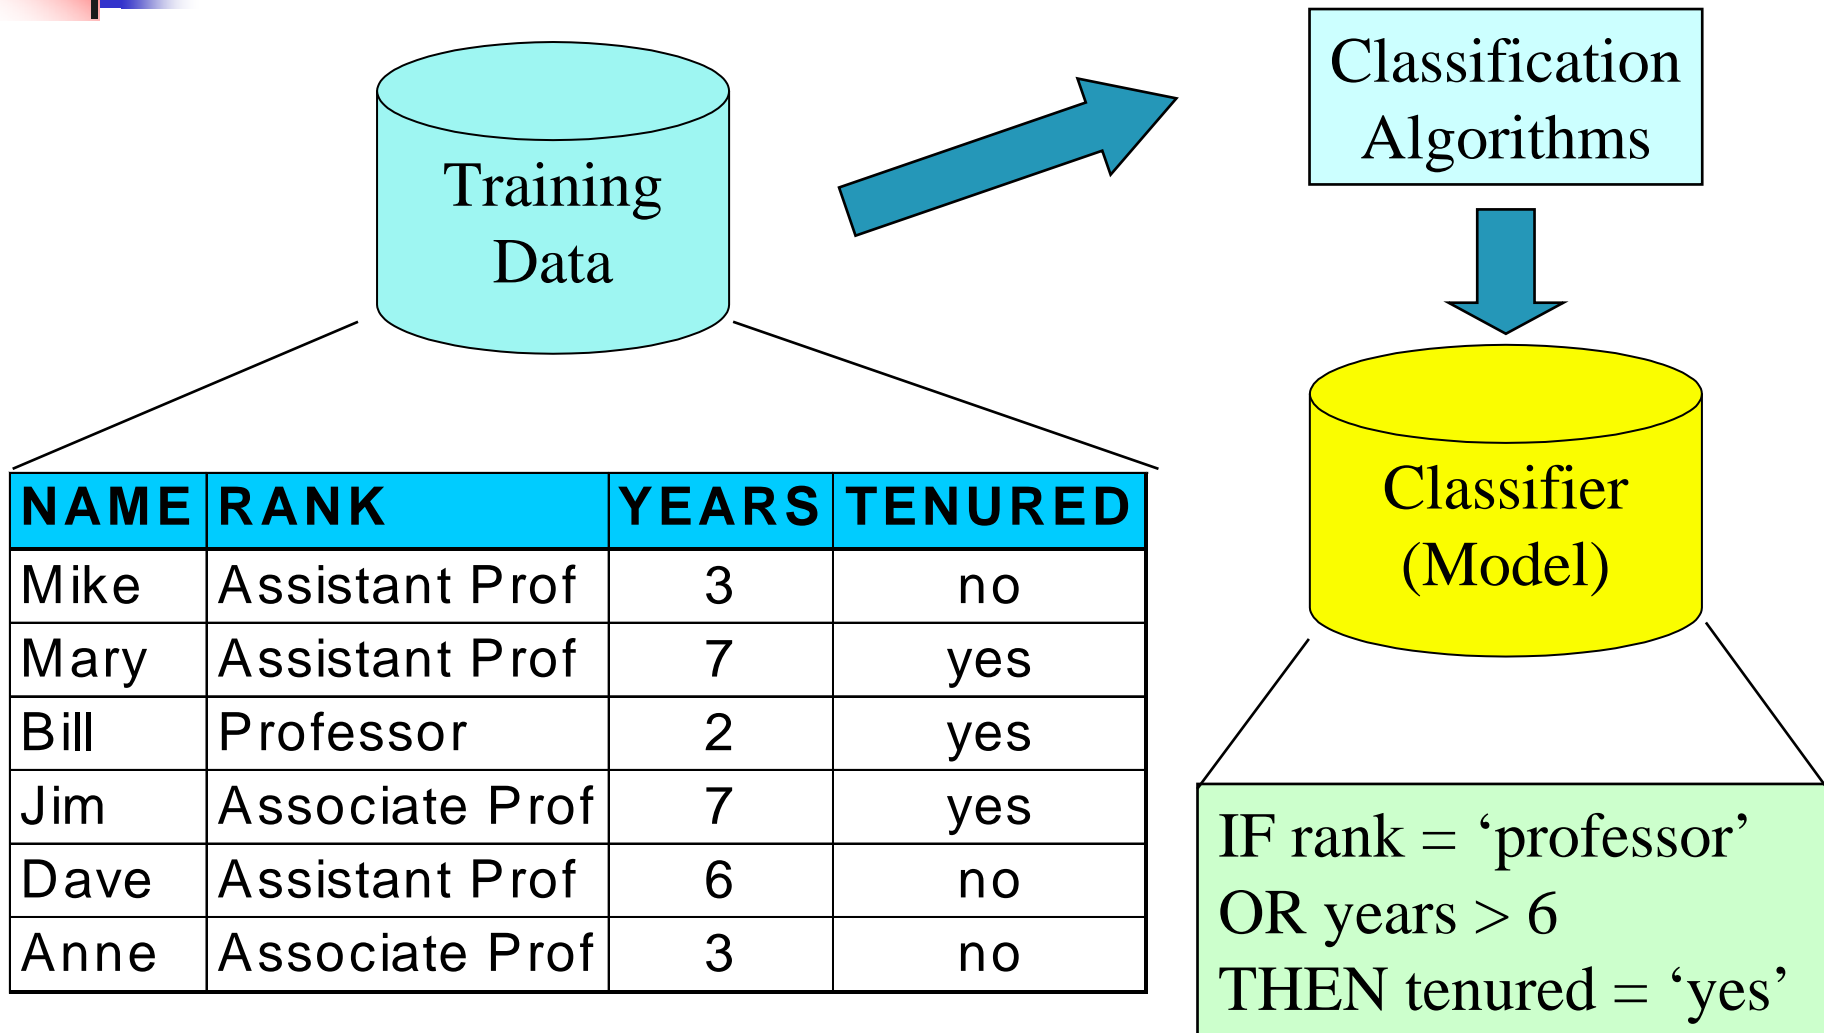 Training
Data
Classification
Algorithms
NAME RANK YEARS TENURED
Mike Assistant Prof 3 no
Mary Assistant Prof 7 yes
Bill Professor 2 yes
Jim Associate Prof 7 yes
Dave Assistant Prof 6 no
Anne Associate Prof 3 no
Classifier
(Model)
IF rank = ‘professor’
OR years > 6
THEN tenured = ‘yes’